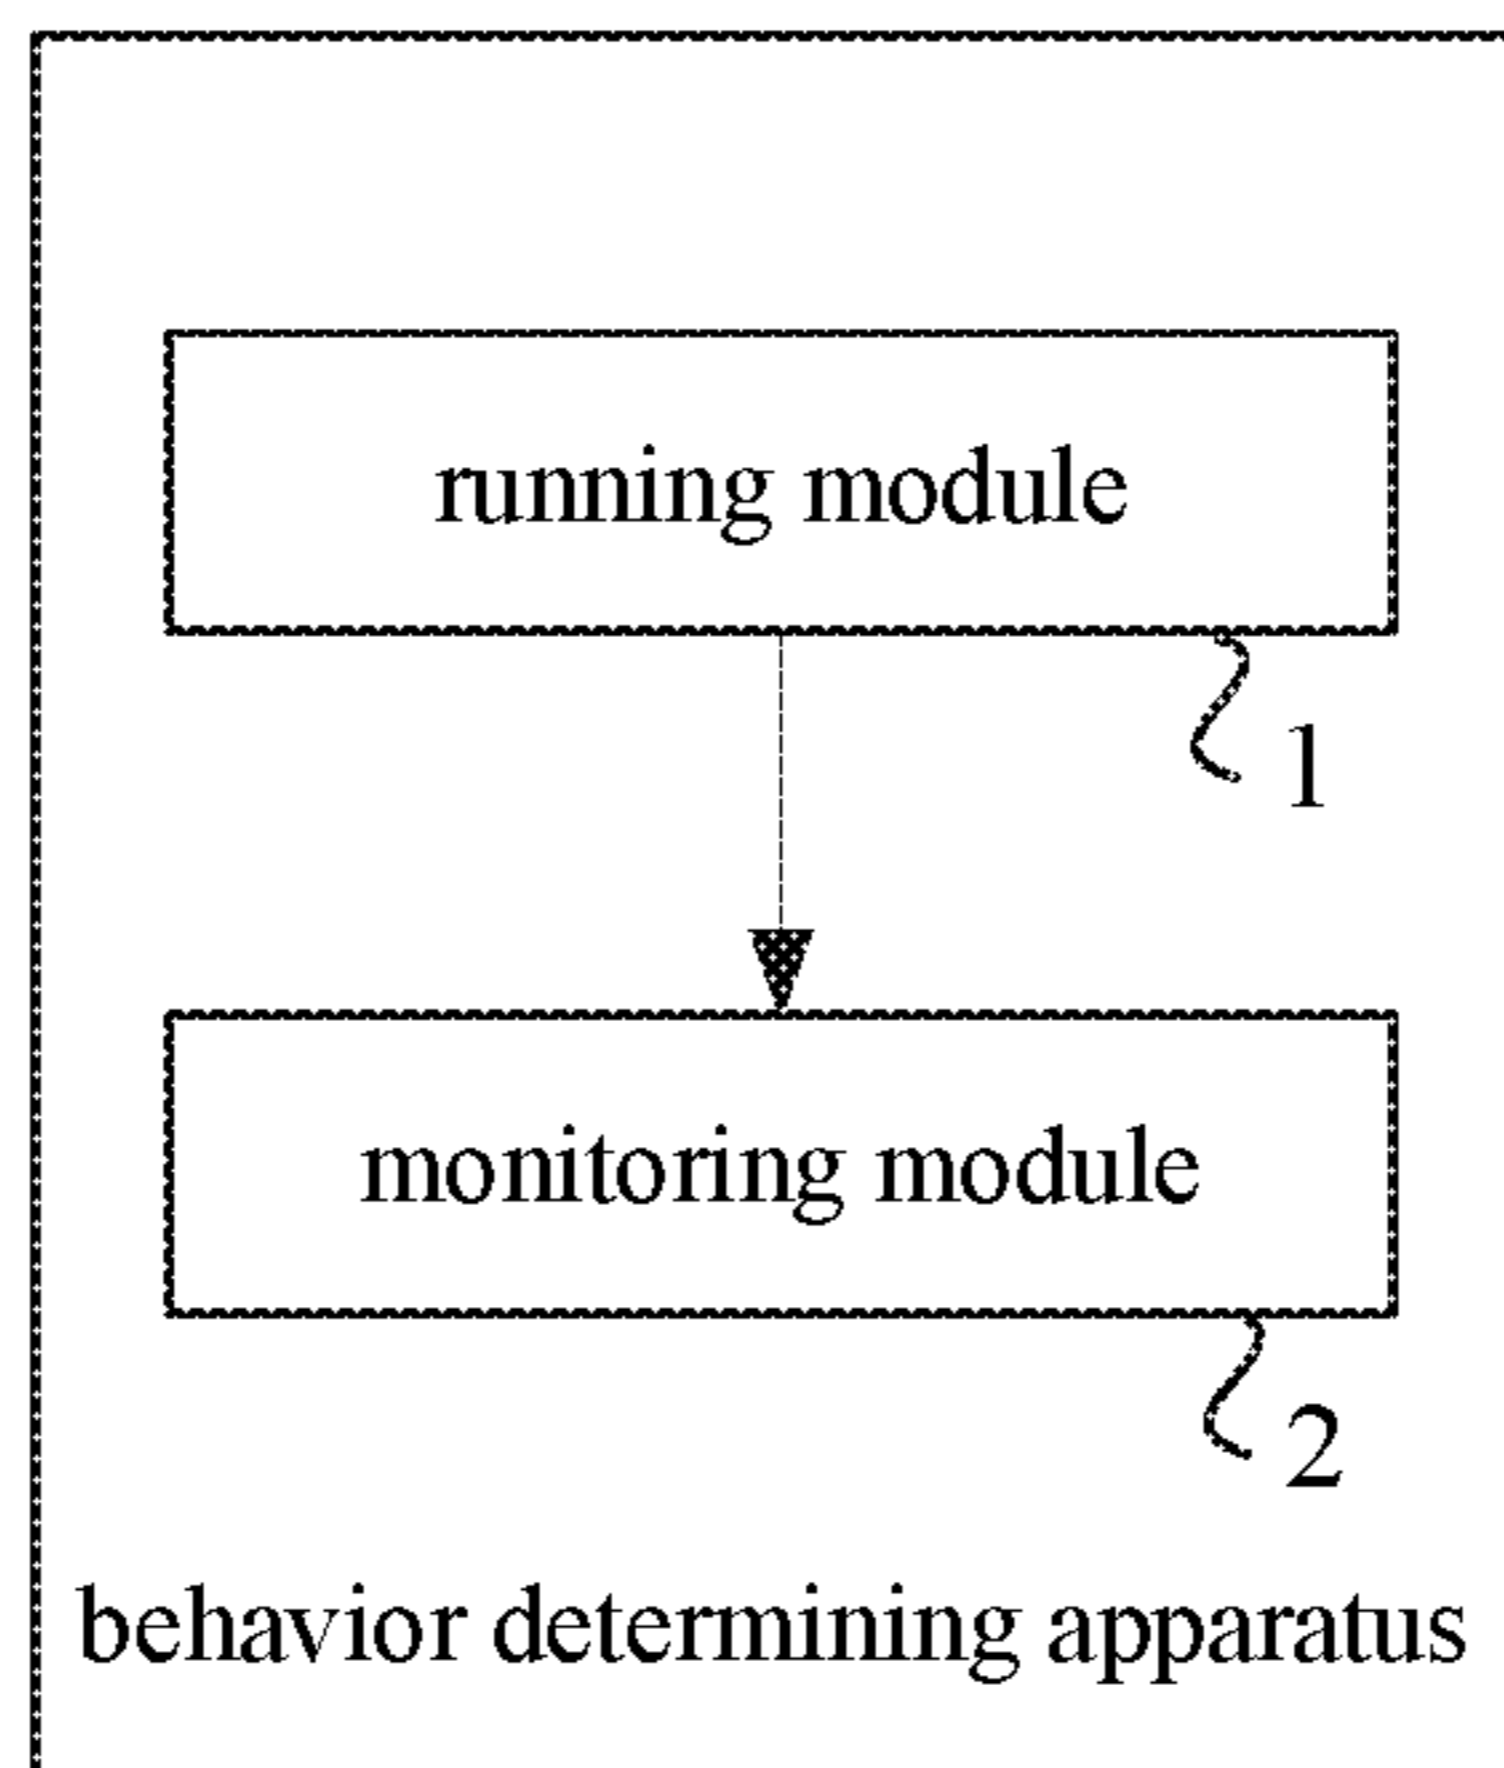 running module
1
monitoring module
2
behavior determining apparatus